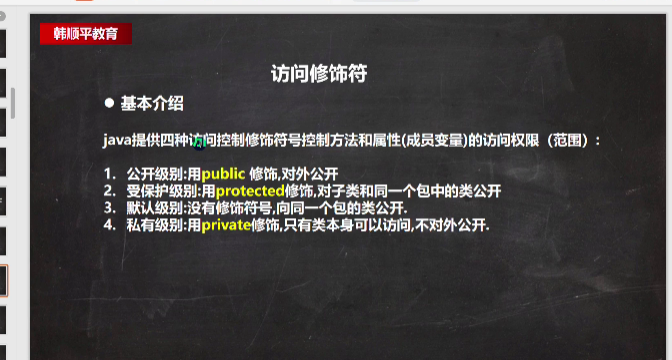 韩顺平教育
访问修饰符
● 基本介绍
java提供四种访问控制修饰符号控制方法和属性(成员变量)的访问权限（范围）:
1. 公开级别:用public 修饰,对外公开
2. 受保护级别:用protected修饰,对子类和同一个包中的类公开
3. 默认级别:没有修饰符号,向同一个包的类公开.
4. 私有级别:用private修饰,只有类本身可以访问,不对外公开.